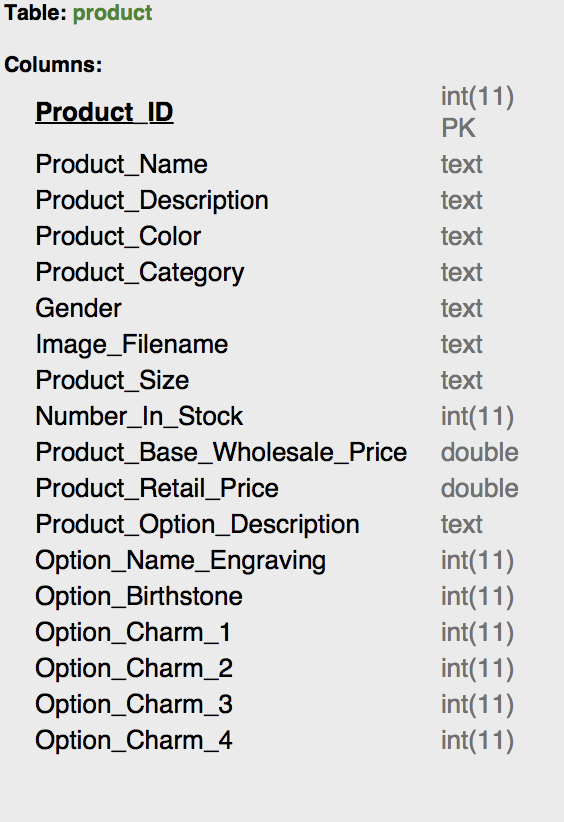 Table: product
Columns:
Product_ID int(11)
PK
Product_Name text
Product_Description text
Product_Color text
Product_Category text
Gender text
Image_Filename text
Product_Size text
Number_In_Stock int(11)
Product_Base_Wholesale_Price double
Product_Retail_Price double
Product_Option_Description text
Option_Name_Engraving int(11)
Option_Birthstone int(11)
Option_Charm_1 int(11)
Option_Charm_2 int(11)
Option_Charm_3 int(11)
Option_Charm_4 int(11)